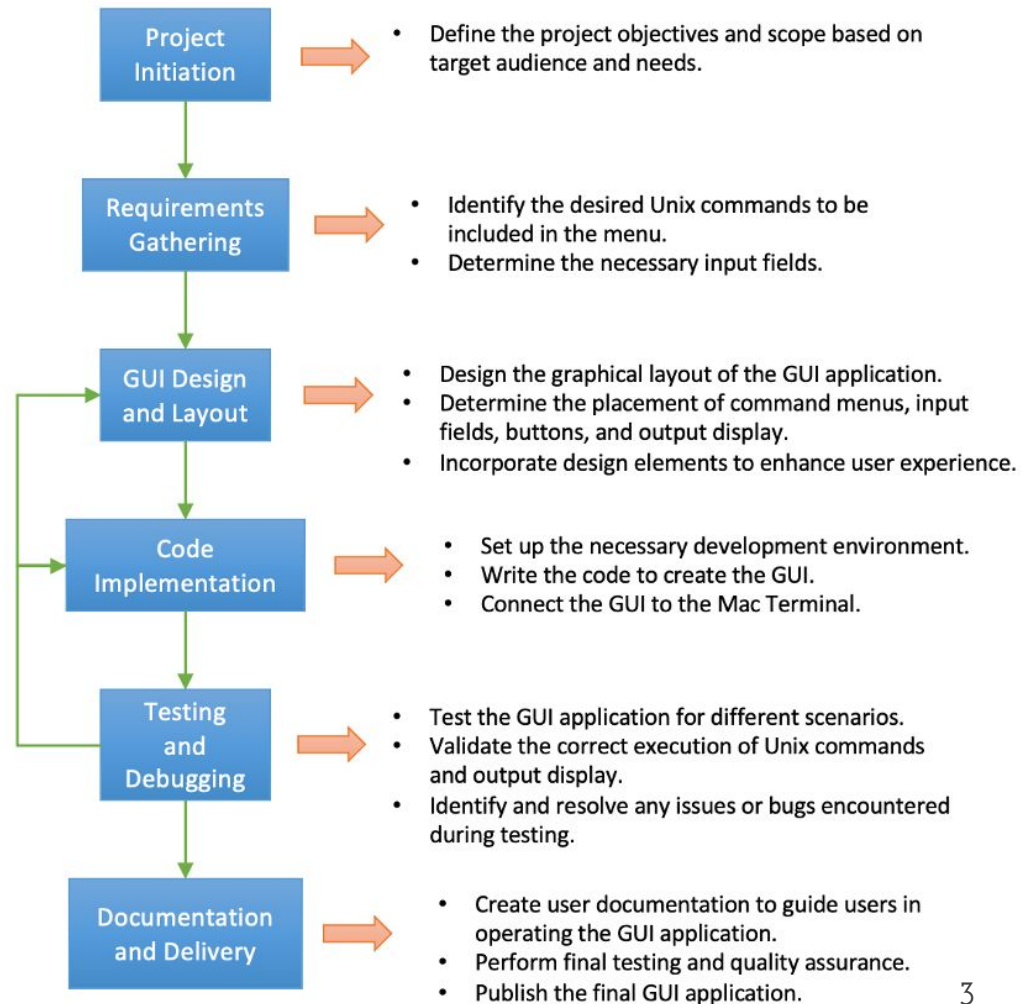 Project
Initiation
• Define the project objectives and scope based on
target audience and needs.
Requirements
Gathering
• Identify the desired Unix commands to be
included in the menu.
• Determine the necessary input fields.
GUI Design
and Layout
• Design the graphical layout of the GUI application.
• Determine the placement of command menus, input
fields, buttons, and output display.
• Incorporate design elements to enhance user experience.
Code
Implementation
• Set up the necessary development environment.
• Write the code to create the GUI.
• Connect the GUI to the Mac Terminal.
Testing
and
Debugging
• Test the GUI application for different scenarios.
• Validate the correct execution of Unix commands
and output display.
• Identify and resolve any issues or bugs encountered
during testing.
Documentation
and Delivery
• Create user documentation to guide users in
operating the GUI application.
• Perform final testing and quality assurance.
• Publish the final GUI application.
3